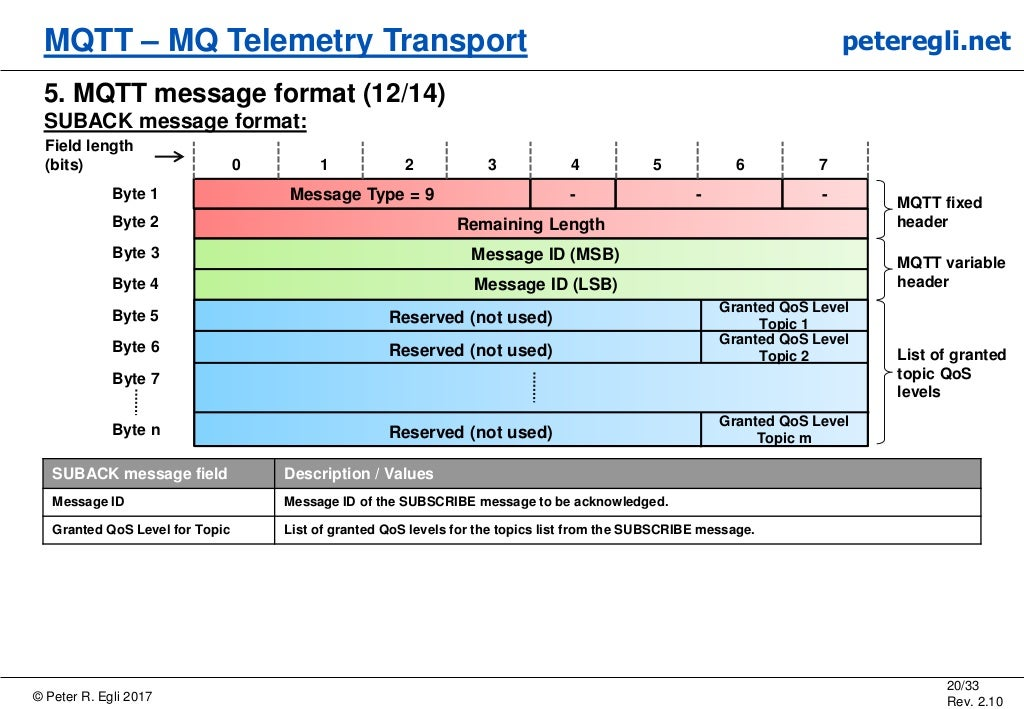 MQTT – MQ Telemetry Transport
peteregli.net
5. MQTT message format (12/14)
SUBACK message format:
Field length
(bits)
0 1 2 3 4 5 6 7
Byte 1
Message Type = 9
- - -
MQTT fixed
header
Byte 2
Remaining Length
Byte 3
Message ID (MSB)
MQTT variable
header
Byte 4
Message ID (LSB)
Byte 5
Reserved (not used)
Granted QoS Level
Topic 1
Byte 6
Reserved (not used)
Granted QoS Level
Topic 2
List of granted
topic QoS
levels
Byte 7
Byte n
Reserved (not used)
Granted QoS Level
Topic m
SUBACK message field
Description / Values
Message ID
Message ID of the SUBSCRIBE message to be acknowledged.
Granted QoS Level for Topic
List of granted QoS levels for the topics list from the SUBSCRIBE message.
© Peter R. Egli 2017
20/33
Rev. 2.10